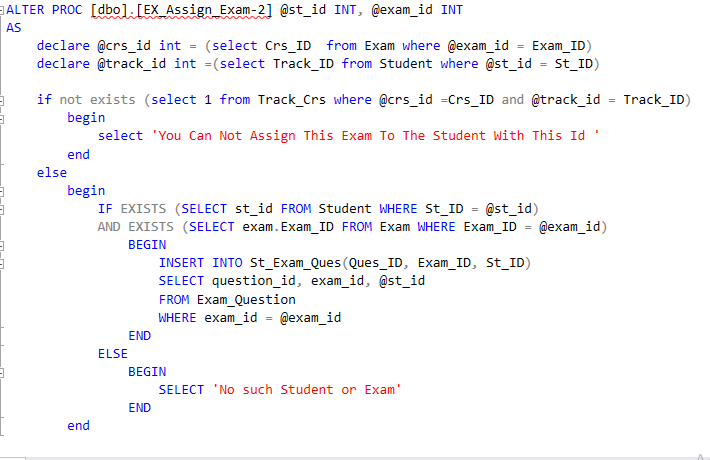 ALTER PROC [dbo].[EX_Assign_Exam-2] @st_id INT, @exam_id INT
AS
declare @crs_id int = (select Crs_ID  from Exam where @exam_id = Exam_ID)
declare @track_id int =(select Track_ID from Student where @st_id = St_ID)
if not exists (select 1 from Track_Crs where @crs_id =Crs_ID and @track_id = Track_ID)
begin
select 'You Can Not Assign This Exam To The Student With This Id '
end
else
begin
IF EXISTS (SELECT st_id FROM Student WHERE St_ID = @st_id)
AND EXISTS (SELECT exam.Exam_ID FROM Exam WHERE Exam_ID = @exam_id)
BEGIN
INSERT INTO St_Exam_Ques(Ques_ID, Exam_ID, St_ID)
SELECT question_id, exam_id, @st_id
FROM Exam_Question
WHERE exam_id = @exam_id
END
ELSE
BEGIN
SELECT 'No such Student or Exam'
END
end